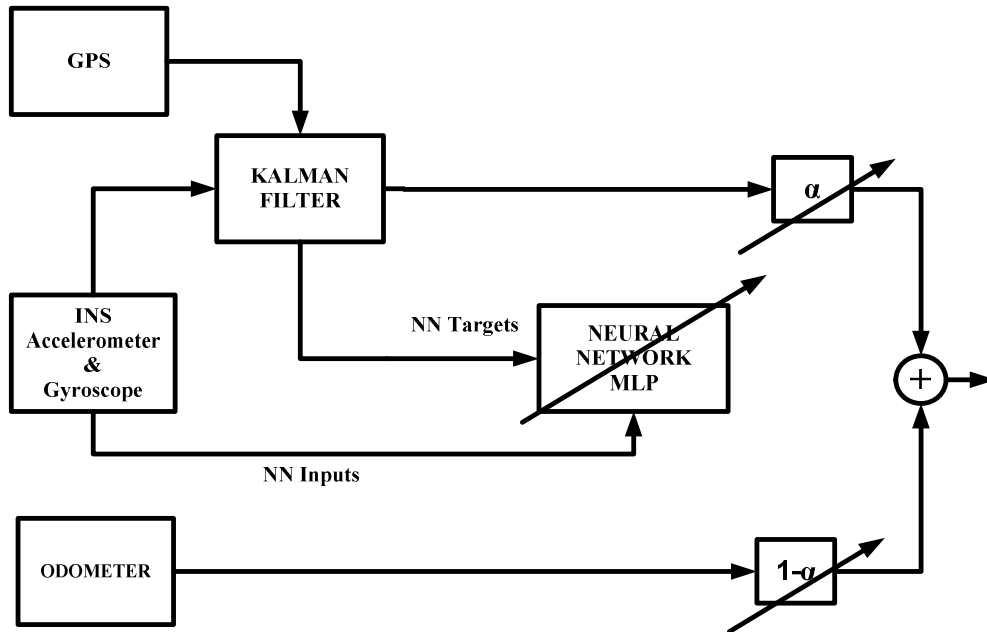 GPS
KALMAN
FILTER
α
INS
Accelerometer
&
Gyroscope
NN Targets
NEURAL
NETWORK
MLP
+
NN Inputs
ODOMETER
1-α